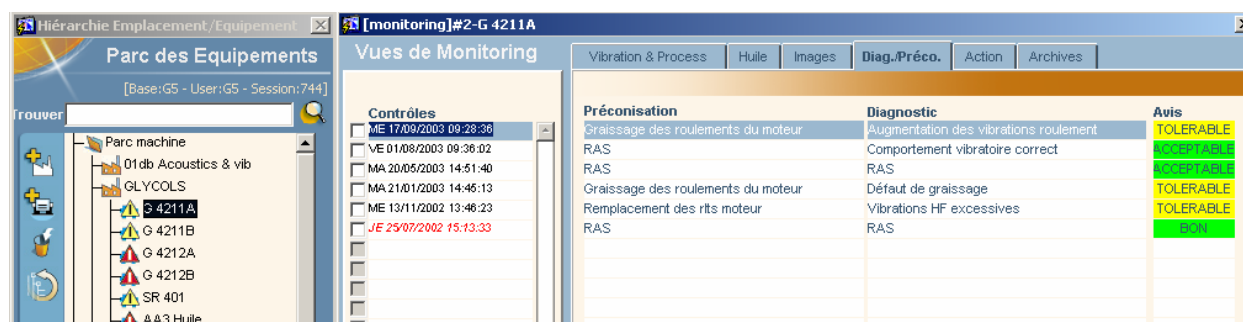 Hiérarchie Emplacement/Equipement
[monitoring]#2-G 4211A
Parc des Equipements
[Base:G5 - User:G5 - Session:744]
Trouver
Parc machine
01db Acoustics & vib
GLYCOLS
G 4211A
G 4211B
G 4212A
G 4212B
SR 401
AA3 Huile
Vues de Monitoring
Vibration & Process Huile Images Diag./Préco. Action Archives
Contrôles Préconisation Diagnostic Avis
ME 17/09/2003 09:28:36 Graissage des roulements du moteur Augmentation des vibrations roulement TOLERABLE
VE 01/08/2003 09:36:02 RAS Comportement vibratoire correct ACCEPTABLE
MA 20/05/2003 14:51:40 RAS RAS ACCEPTABLE
MA 21/01/2003 14:45:13 Graissage des roulements du moteur Défaut de graissage TOLERABLE
ME 13/11/2002 13:46:23 Remplacement des rlts moteur Vibrations HF excessives TOLERABLE
JE 25/07/2002 15:13:33 RAS RAS BON